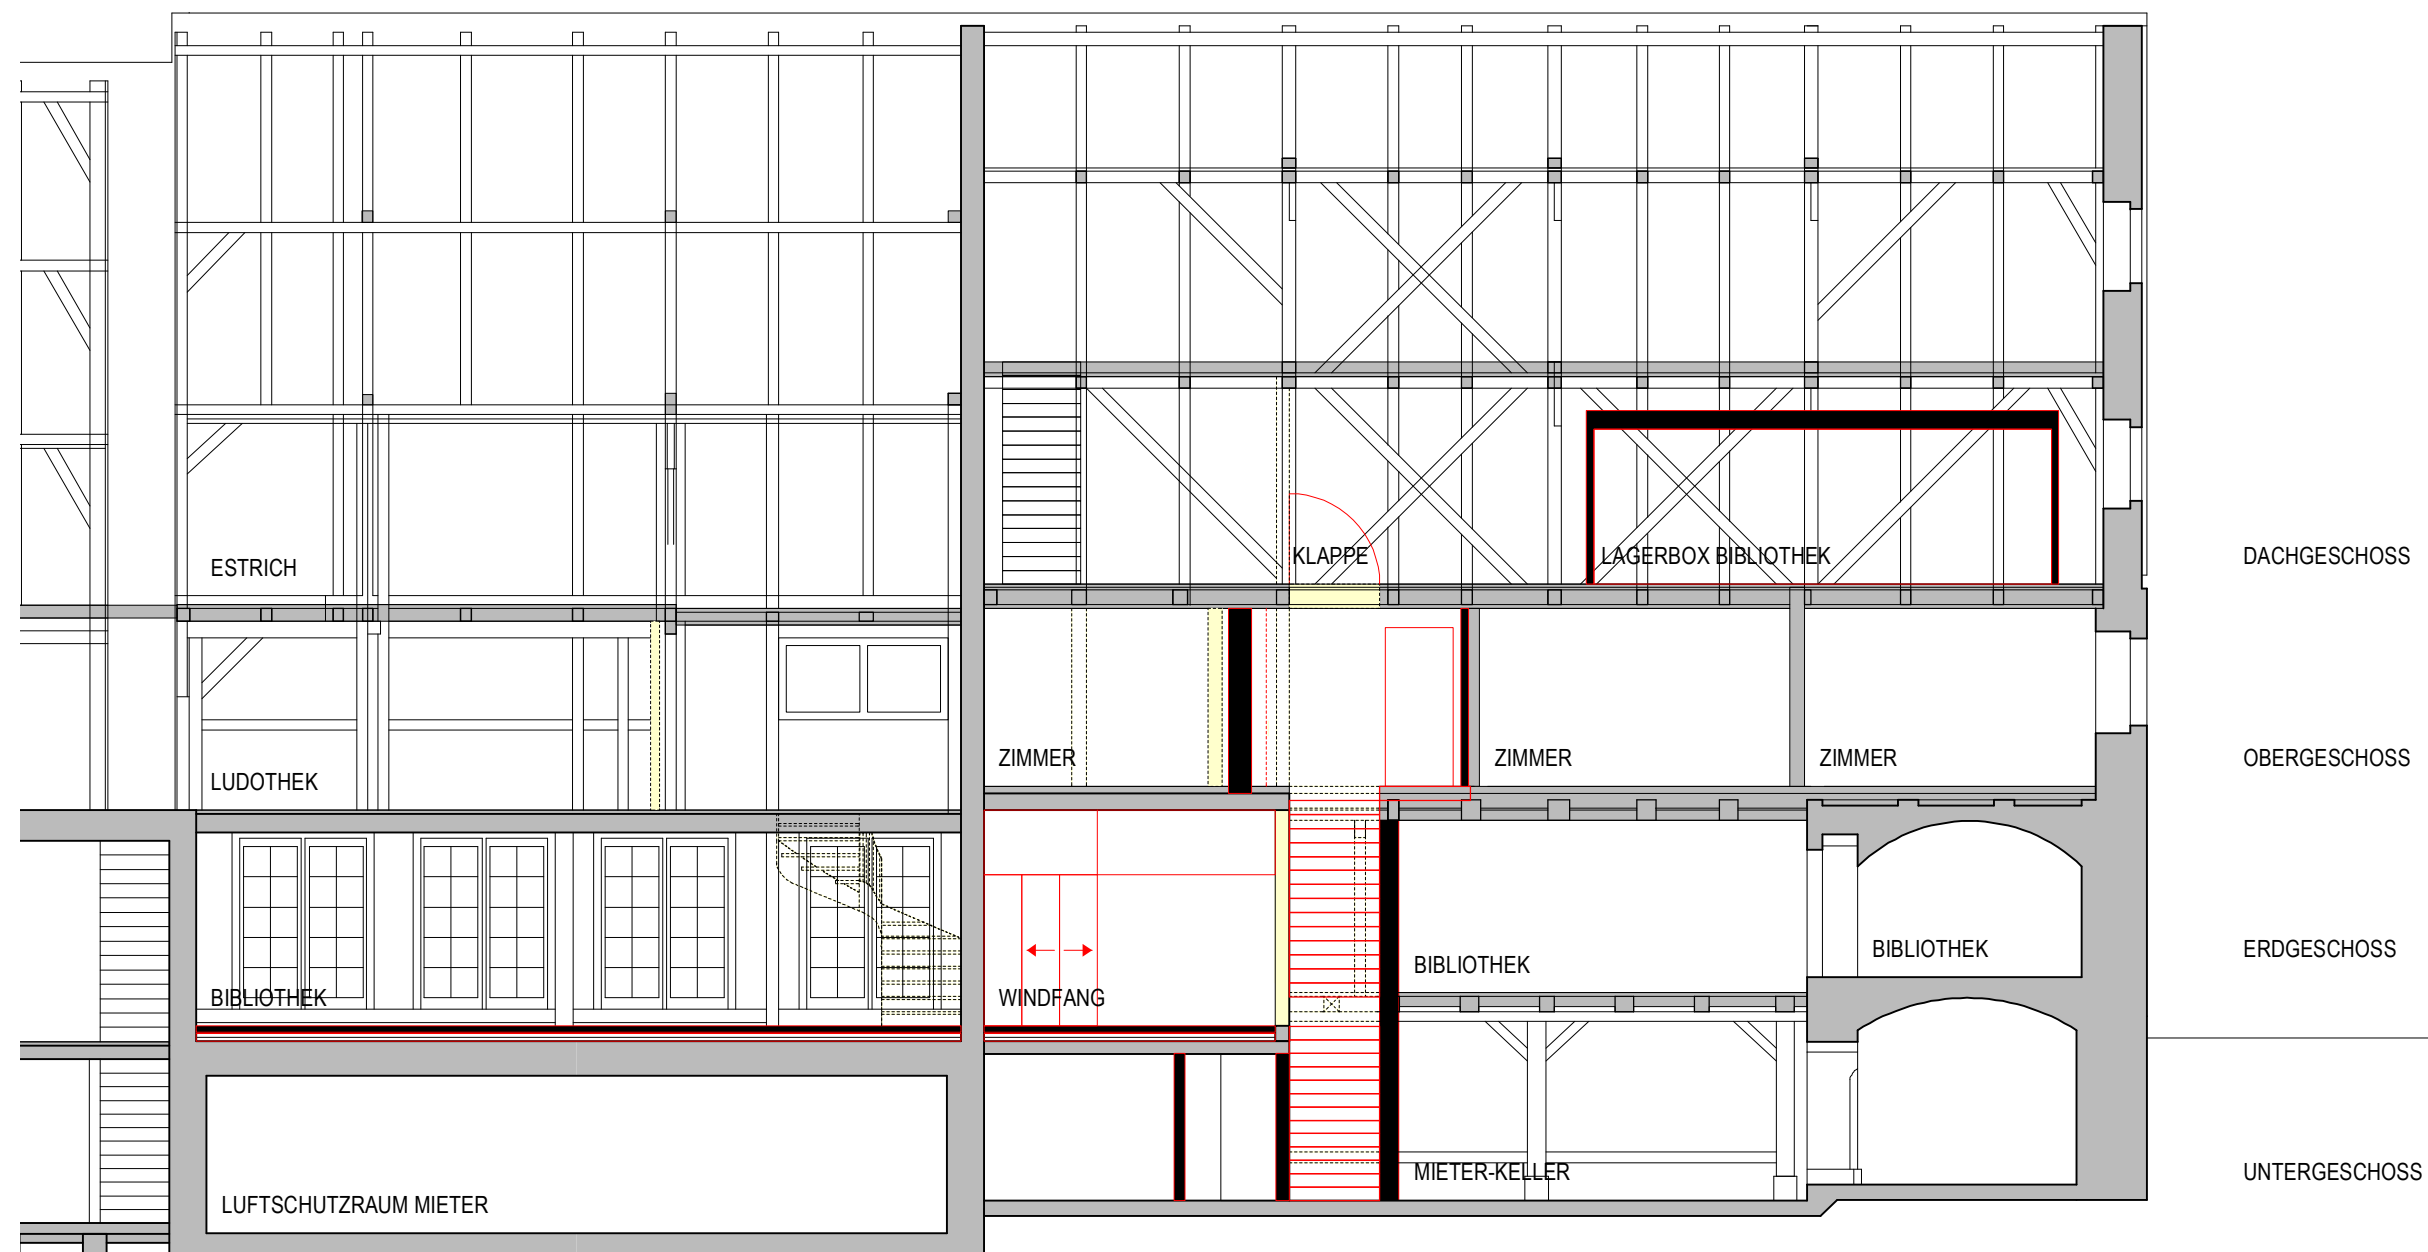 ESTRICH
KLAPPE
LAGERBOX BIBLIOTHEK
DACHGESCHOSS
LUDOTHEK
ZIMMER
ZIMMER
ZIMMER
OBERGESCHOSS
BIBLIOTHEK
WINDFANG
BIBLIOTHEK
BIBLIOTHEK
ERDGESCHOSS
LUFTSCHUTZRAUM MIETER
MIETER-KELLER
UNTERGESCHOSS